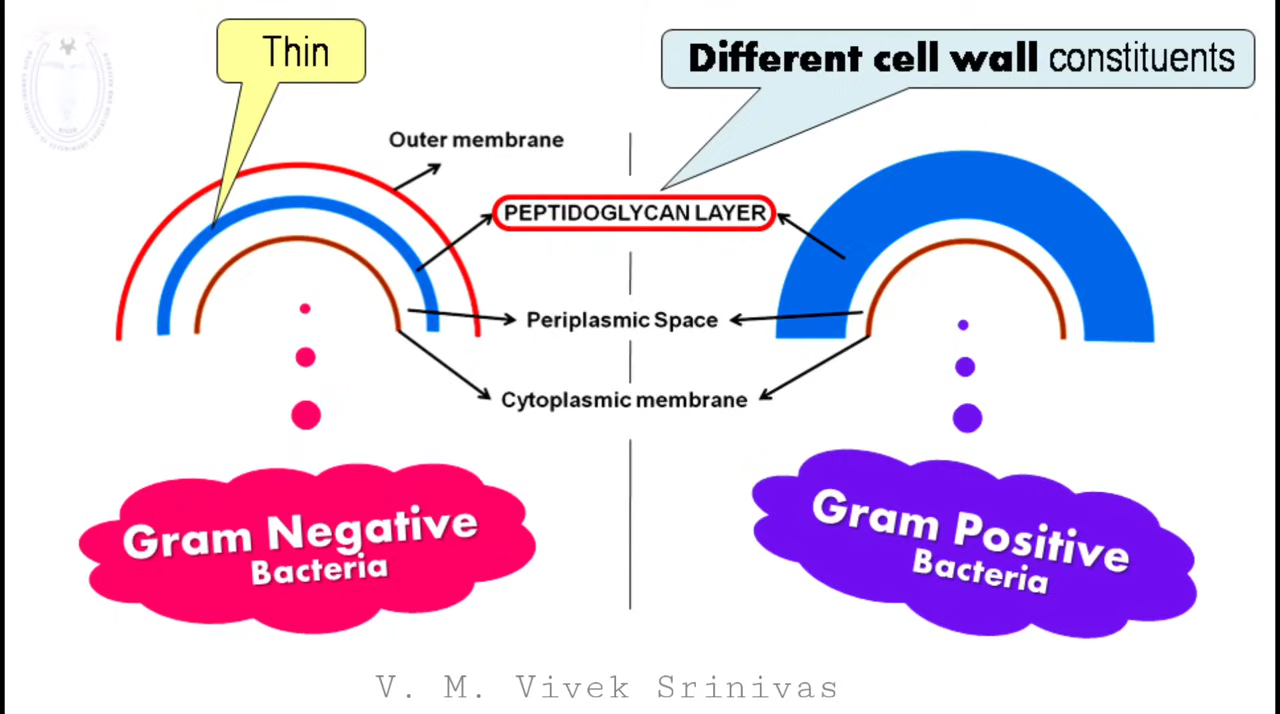 Thin
Different cell wall constituents
Outer membrane
PEPTIDOGLYCAN LAYER
Periplasmic Space
Cytoplasmic membrane
Gram Negative
Bacteria
Gram Positive
Bacteria
V. M. Vivek Srinivas